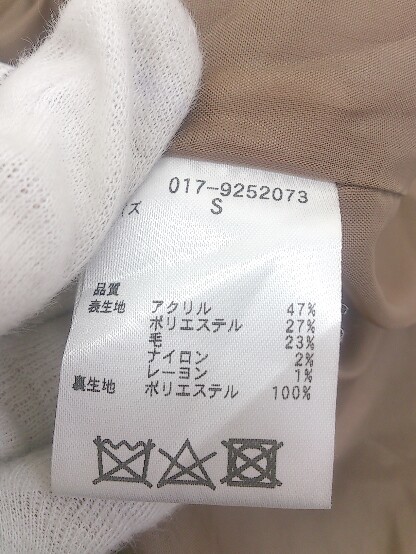 017-9252073
イズ S
品質
表生地 アクリル 47%
ポリエステル 27%
毛 23%
ナイロン 2%
レーヨン 1%
裏生地 ポリエステル 100%